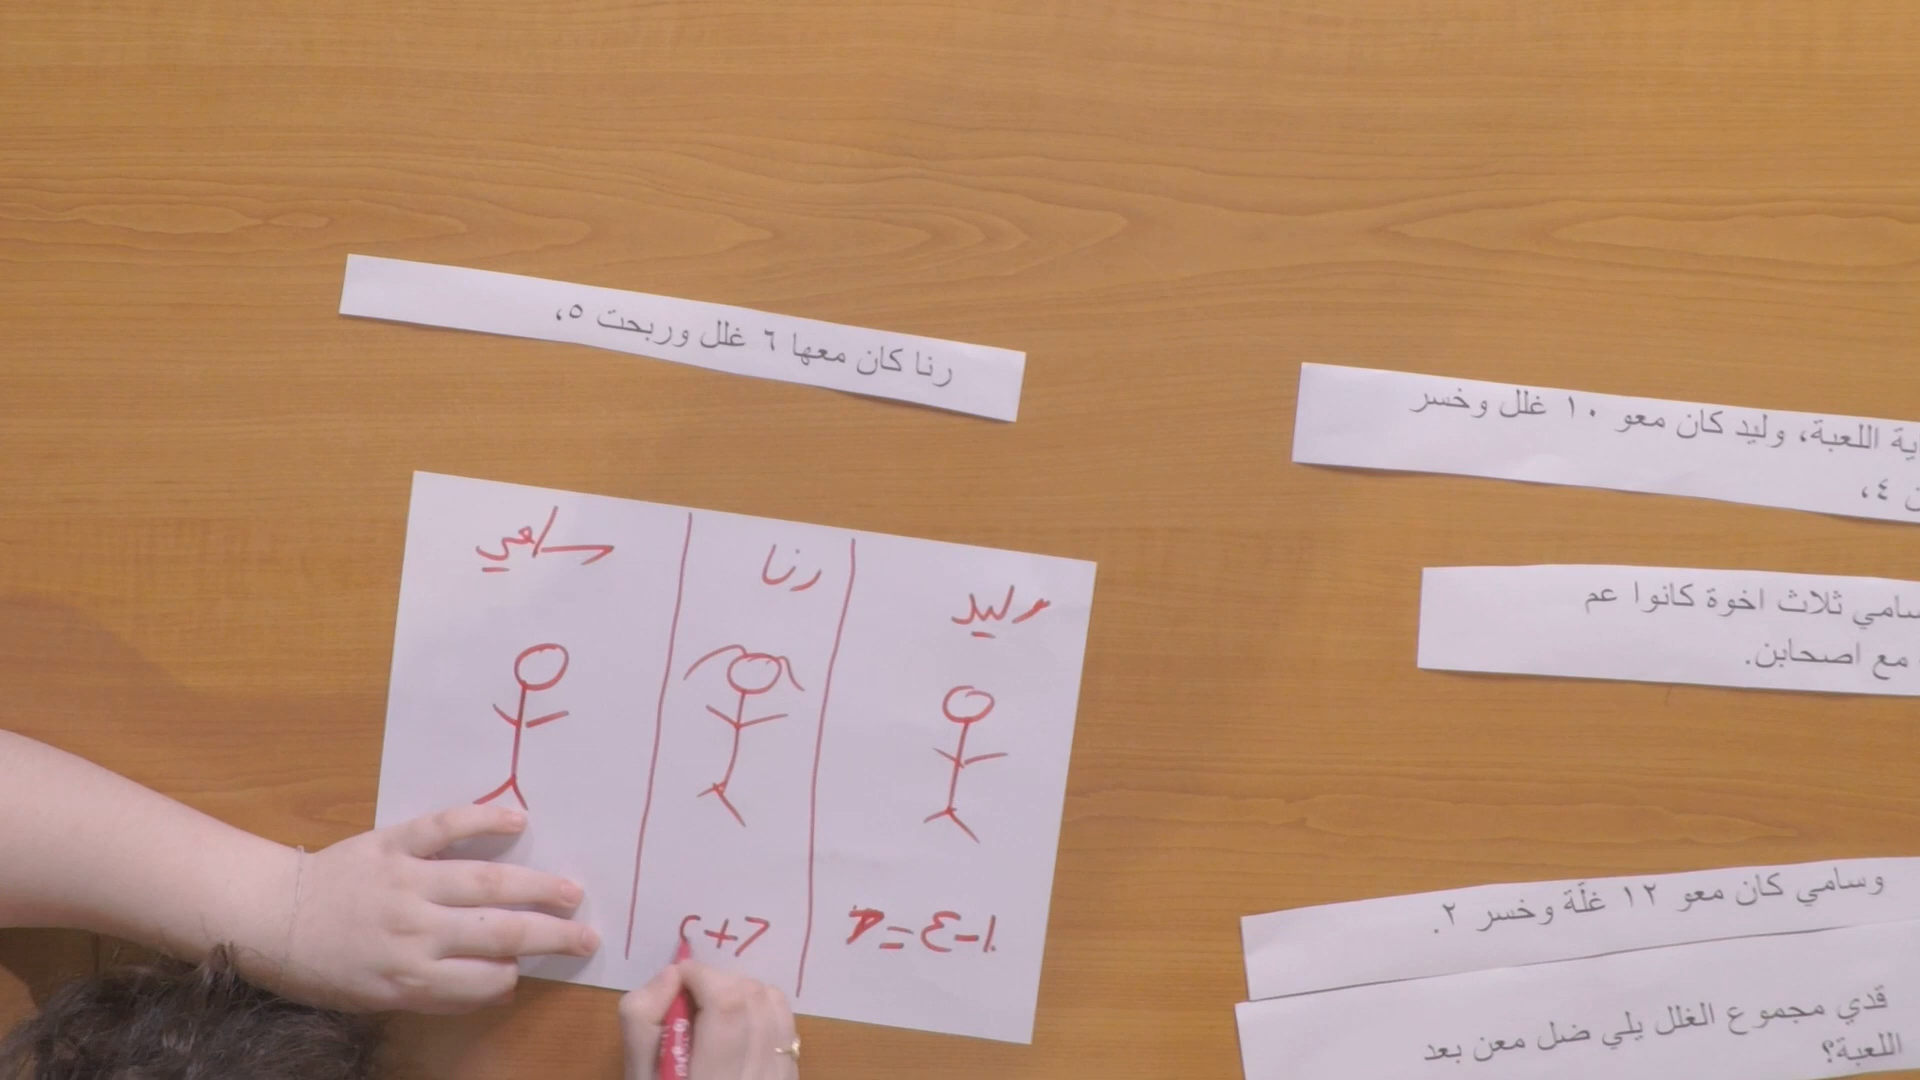 رنا كان معها ٦ غلل وربحت ٥،
ية اللعبة، وليد كان معو ١٠ غلل وخسر
ن ٤،
سامي ثلاث اخوة كانوا عم
مع اصحابن.
وسامي كان معو ١٢ غلّة وخسر ٢.
قدي مجموع الغلل يلي ضل معن بعد
اللعبة؟
وليد
رنا
سامي
١٠-٤=٦